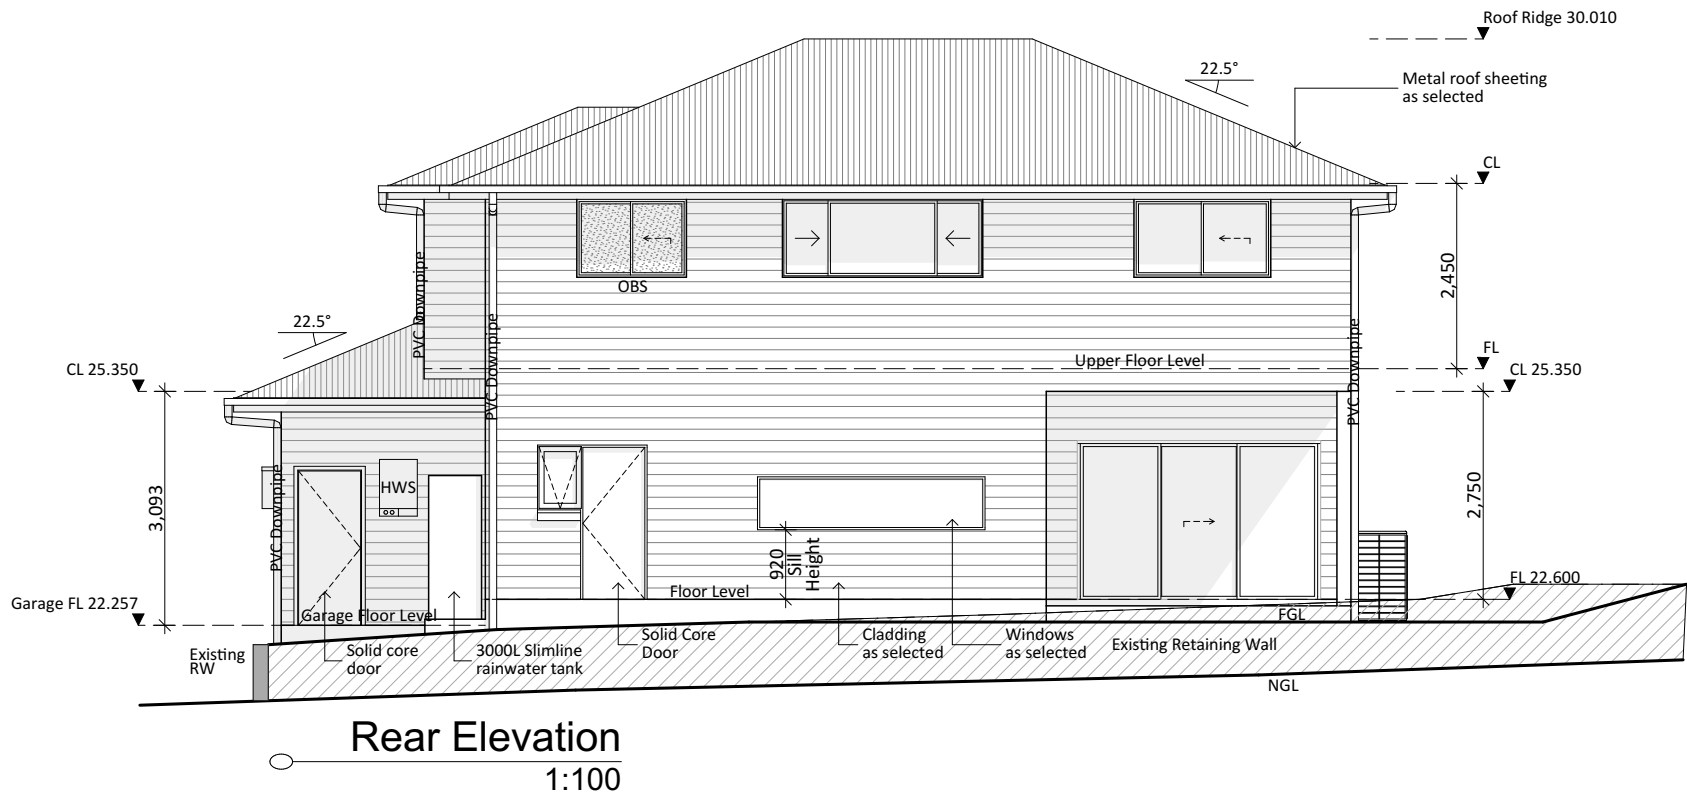 Roof Ridge 30.010
22.5°
Metal roof sheeting
as selected
CL
2,450
OBS
PVC Downpipe
PVC Downpipe
PVC Downpipe
22.5°
Upper Floor Level
FL
CL 25.350
CL 25.350
HWS
3,093
PVC Downpipe
2,750
920
Sill
Height
Floor Level
FL 22.600
Garage FL 22.257
Garage Floor Level
FGL
Existing
RW
Solid core
door
3000L Slimline
rainwater tank
Solid Core
Door
Cladding
as selected
Windows
as selected
Existing Retaining Wall
NGL
Rear Elevation
1:100